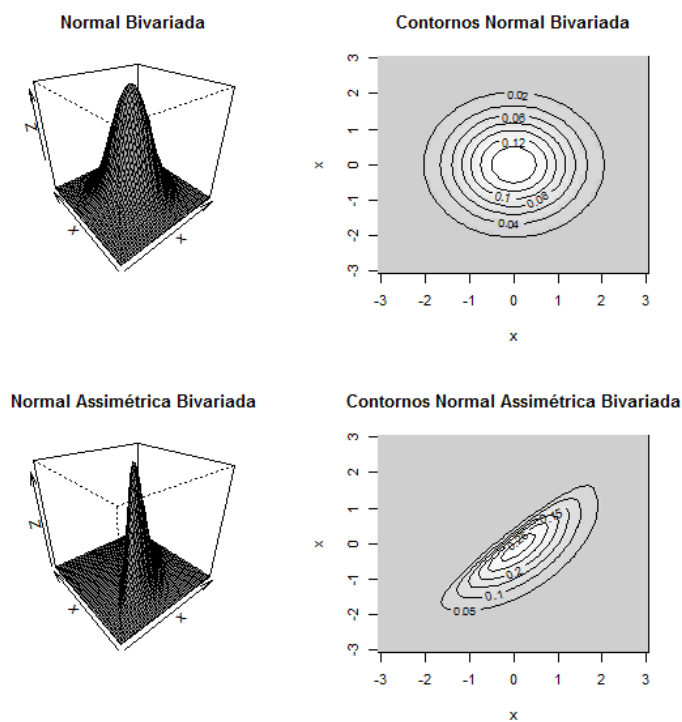 Normal Bivariada
Z
x
x
Contornos Normal Bivariada
3
2
1
0
-1
-2
-3
x
0.02
0.06
0.12
0.1
0.08
0.04
-3 -2 -1 0 1 2 3
x
Normal Assimétrica Bivariada
Z
x
x
Contornos Normal Assimétrica Bivariada
3
2
1
0
-1
-2
-3
x
0.15
0.2
0.1
0.05
-3 -2 -1 0 1 2 3
x